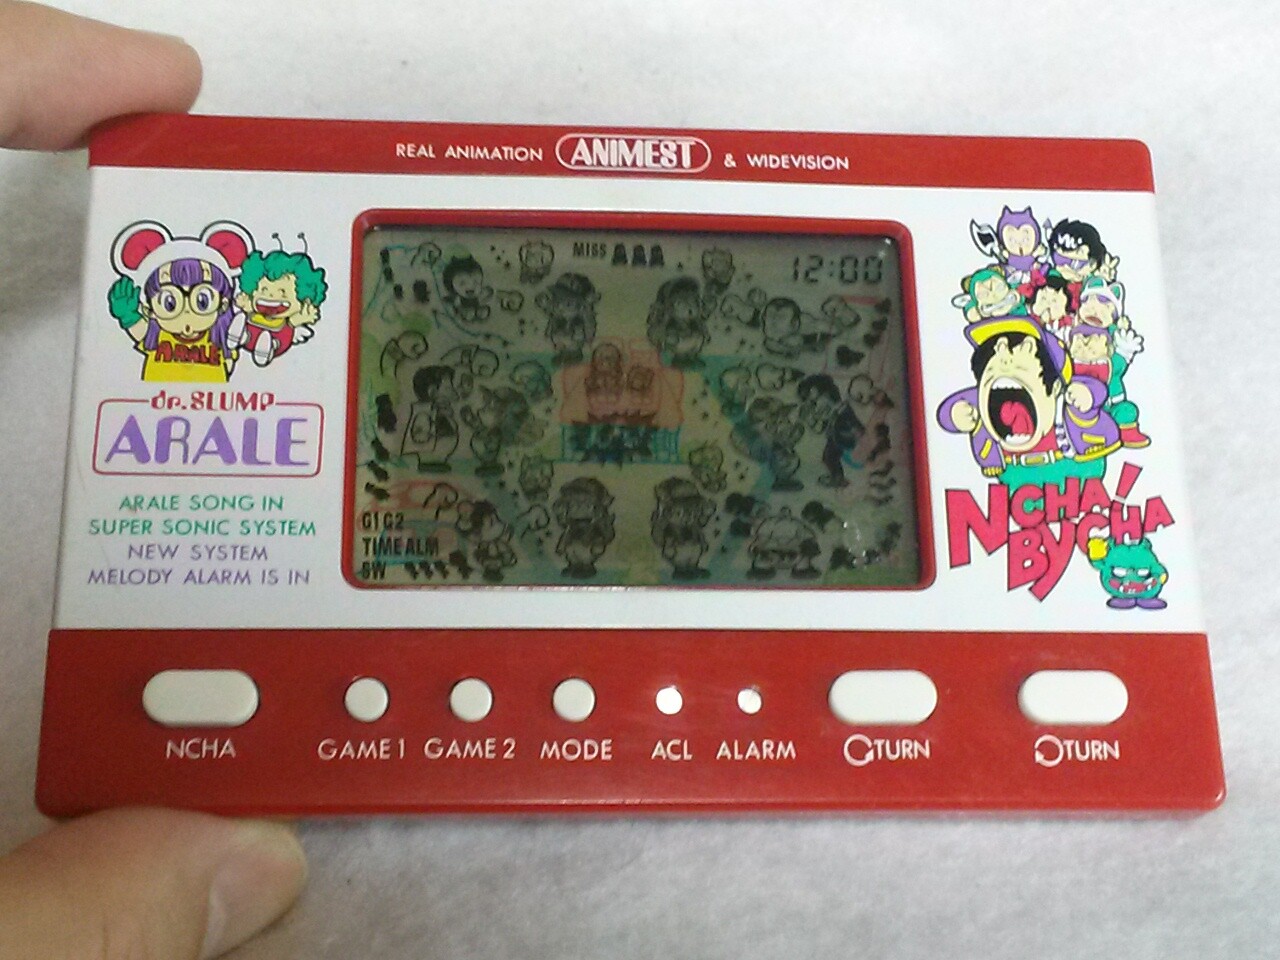 REAL ANIMATION ANIMEST & WIDEVISION
ARALE
dr. SLUMP
ARALE
ARALE SONG IN
SUPER SONIC SYSTEM
NEW SYSTEM
MELODY ALARM IS IN
MISS
12:00
G1 G2
TIME ALM
SW
NCHA!
BYCHA
NCHA
GAME 1
GAME 2
MODE
ACL
ALARM
TURN
TURN